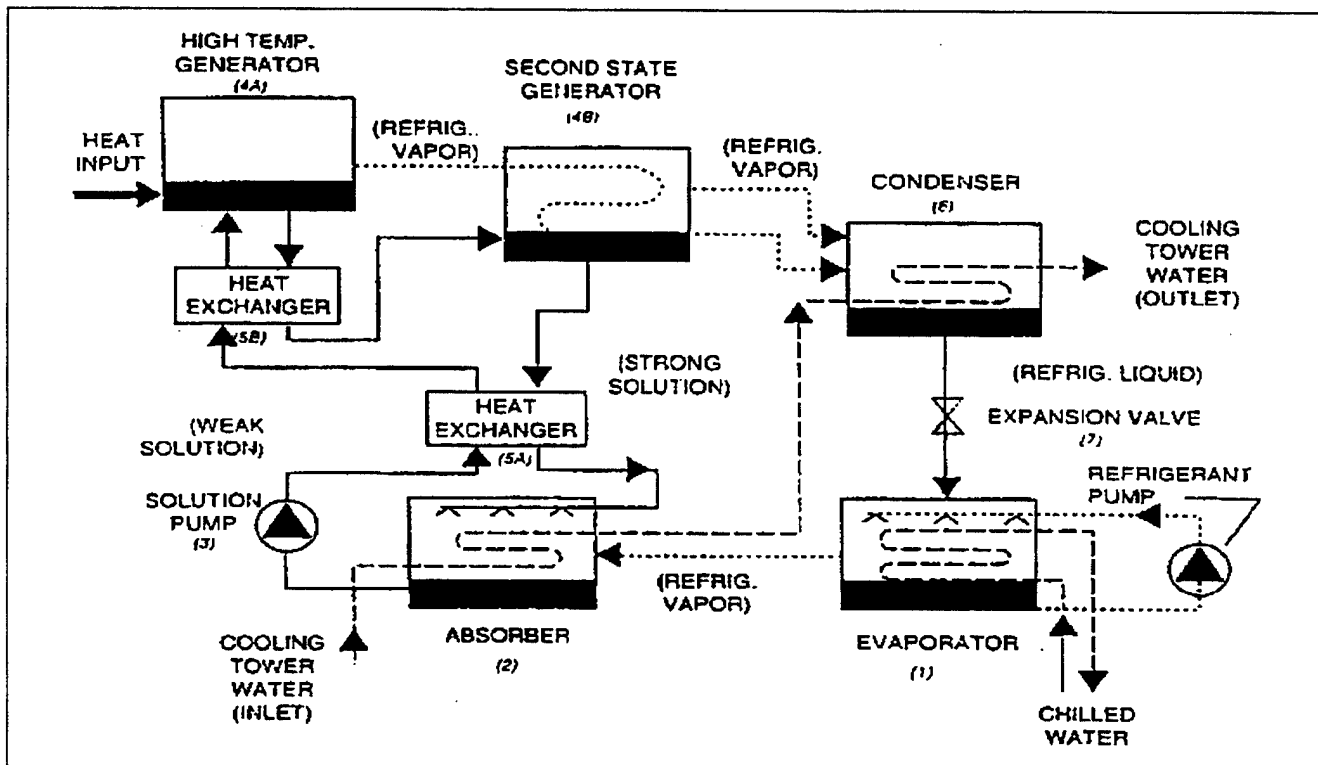 HIGH TEMP.
GENERATOR
(4A)
SECOND STATE
GENERATOR
(4B)
HEAT
INPUT
(REFRIG..
VAPOR)
(REFRIG.
VAPOR)
CONDENSER
(6)
COOLING
TOWER
WATER
(OUTLET)
HEAT
EXCHANGER
(5B)
(STRONG
SOLUTION)
(REFRIG. LIQUID)
HEAT
EXCHANGER
(5A)
EXPANSION VALVE
(7)
(WEAK
SOLUTION)
REFRIGERANT
PUMP
SOLUTION
PUMP
(3)
(REFRIG.
VAPOR)
ABSORBER
(2)
EVAPORATOR
(1)
COOLING
TOWER
WATER
(INLET)
CHILLED
WATER